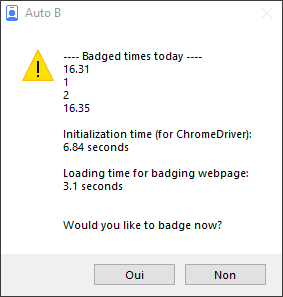 Auto B
---- Badged times today ----
16.31
1
2
16.35
Initialization time (for ChromeDriver):
6.84 seconds
Loading time for badging webpage:
3.1 seconds
Would you like to badge now?
Oui
Non